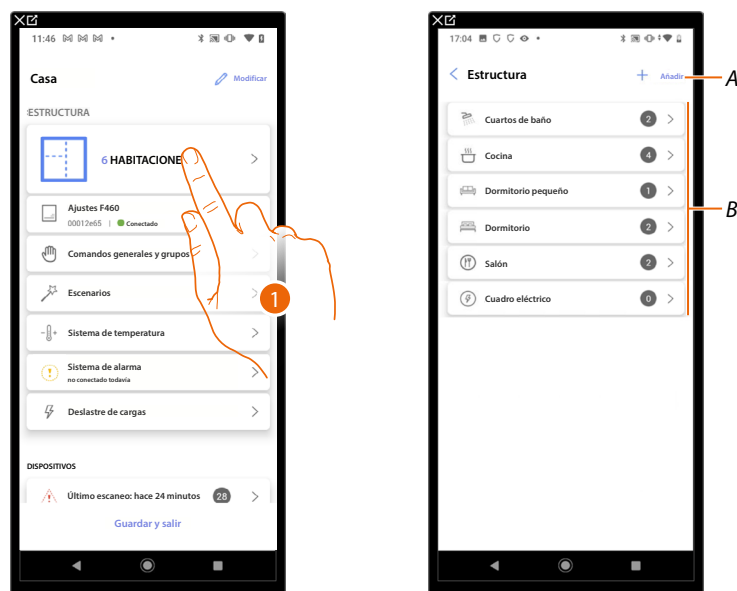 11:46
Casa
Modificar
ESTRUCTURA
6 HABITACIONE
Ajustes F460
00012e65 | Conectado
Comandos generales y grupos
Escenarios
1
Sistema de temperatura
Sistema de alarma
no conectado todavía
Deslastre de cargas
DISPOSITIVOS
Último escaneo: hace 24 minutos 28
Guardar y salir
17:04
Estructura
Añadir
A
Cuartos de baño 2
Cocina 4
Dormitorio pequeño 1
B
Dormitorio 2
Salón 2
Cuadro eléctrico 0